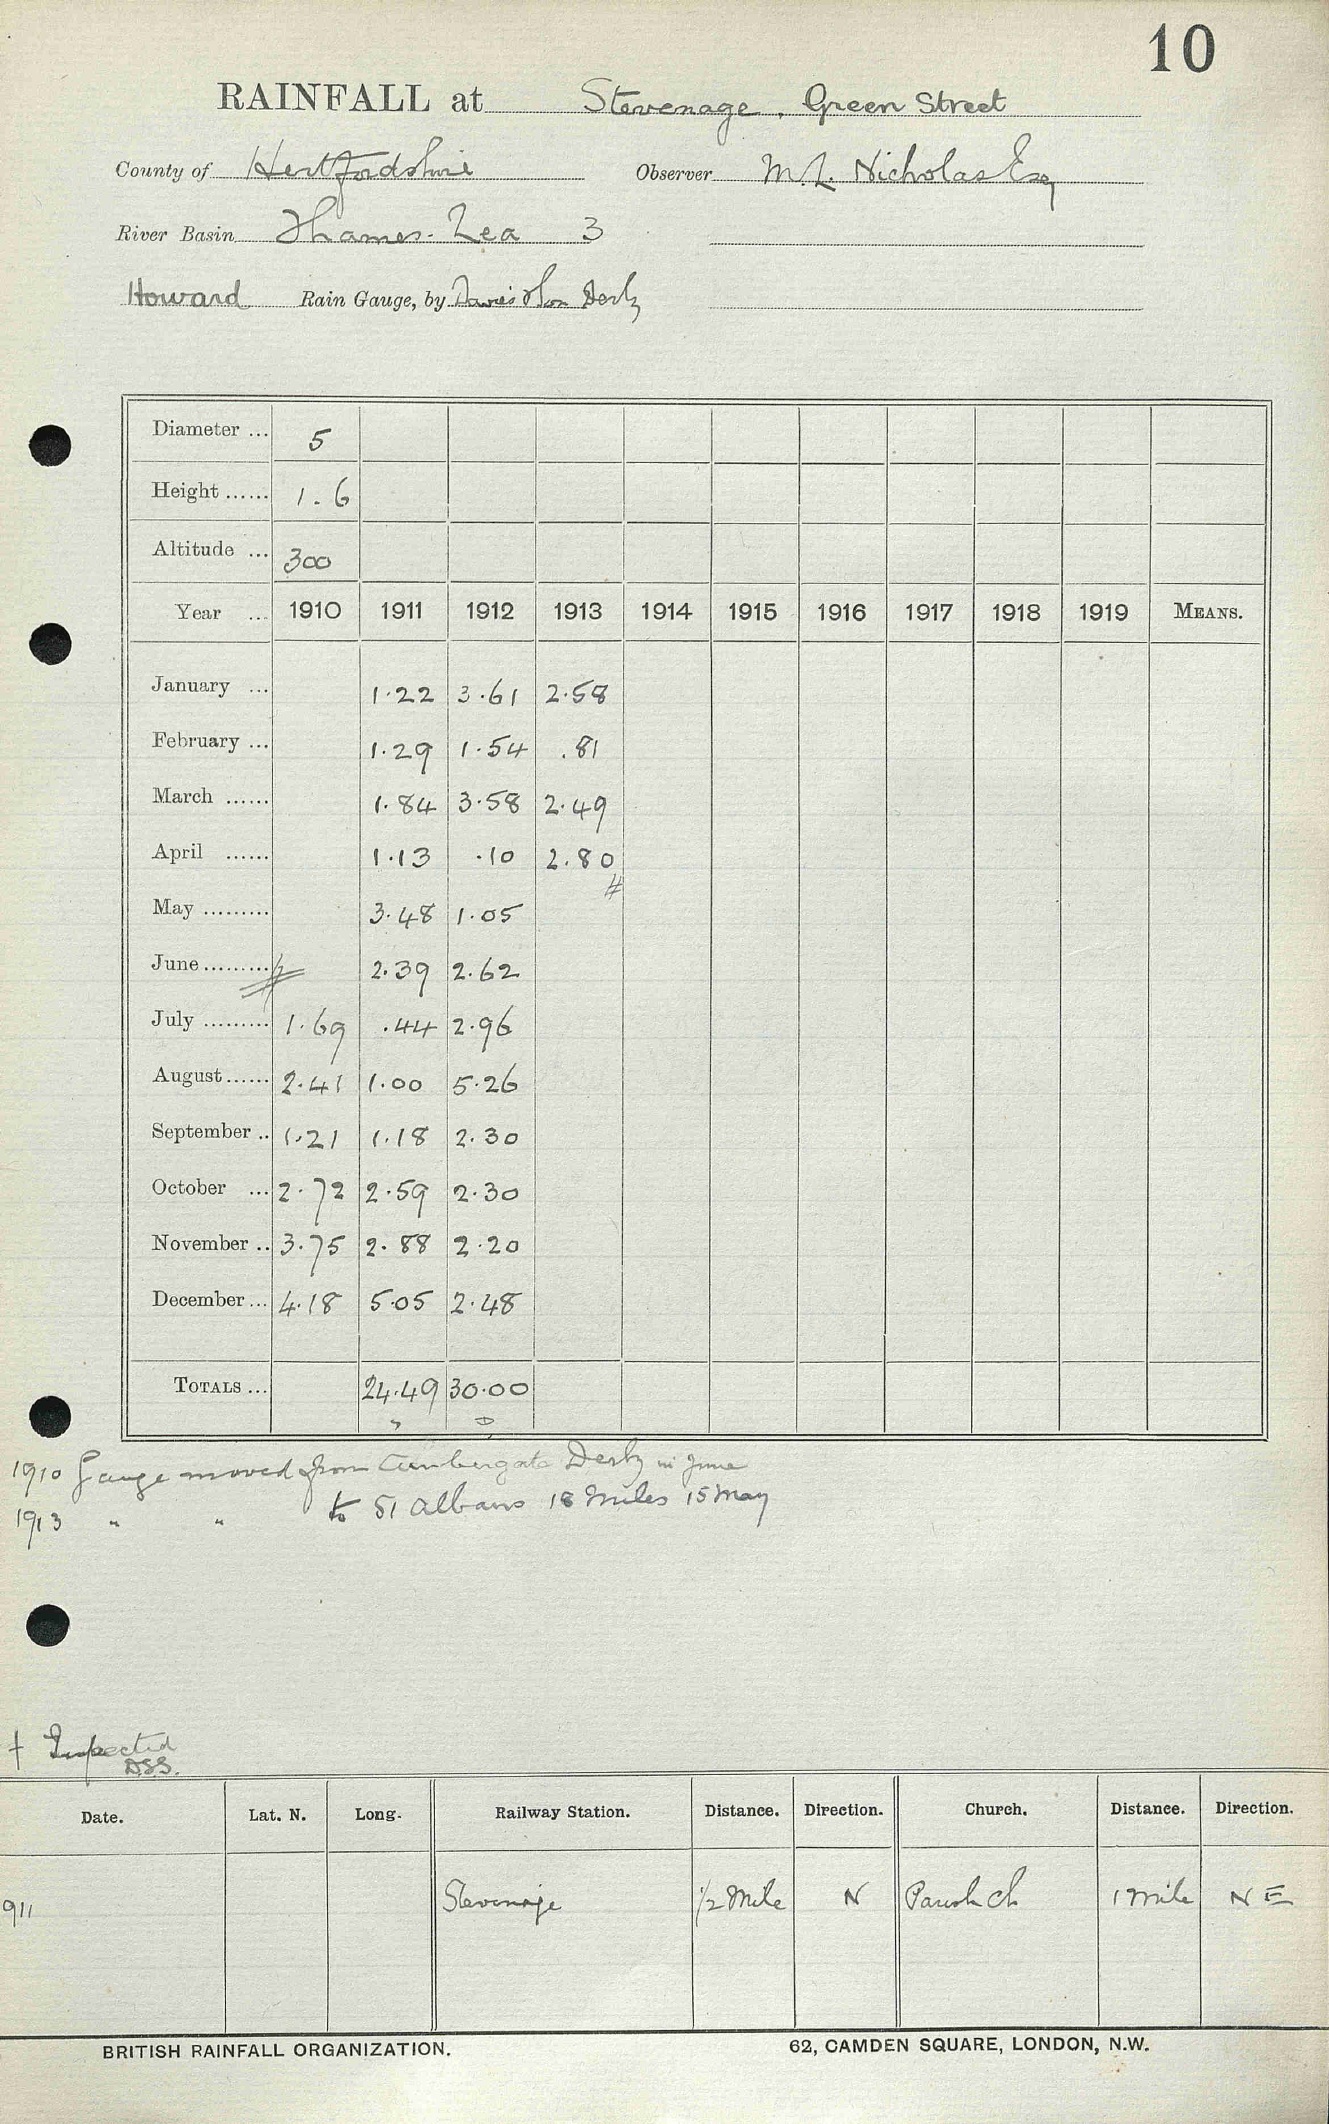 10
RAINFALL at Stevenage, Green Street
County of Hertfordshire Observer M.L. Nicholas Esq
River Basin Thames. Lea 3
Howard Rain Gauge, by Davis & Son Derby
Diameter ... 5
Height ...... 1.6
Altitude ... 300
Year ... 1910 1911 1912 1913 1914 1915 1916 1917 1918 1919 MEANS.
January ... 1.22 3.61 2.58
February ... 1.29 1.54 .81
March ...... 1.84 3.58 2.49
April ...... 1.13 .10 2.80
May ......... 3.48 1.05
June ......... 2.39 2.62
July ......... 1.69 .44 2.96
August ...... 2.41 1.00 5.26
September .. 1.21 1.18 2.30
October ... 2.72 2.59 2.30
November .. 3.75 2.88 2.20
December ... 4.18 5.05 2.48
TOTALS ... 24.49 30.00
1910 Gauge moved from Ambergate Derby in June
1913 " " to St Albans 18 Miles 15 May
† Inspected
D.S.S.
Date. Lat. N. Long. Railway Station. Distance. Direction. Church. Distance. Direction.
911 Stevenage 1/2 Mile N Parish Ch 1 Mile NE
BRITISH RAINFALL ORGANIZATION. 62, CAMDEN SQUARE, LONDON, N.W.